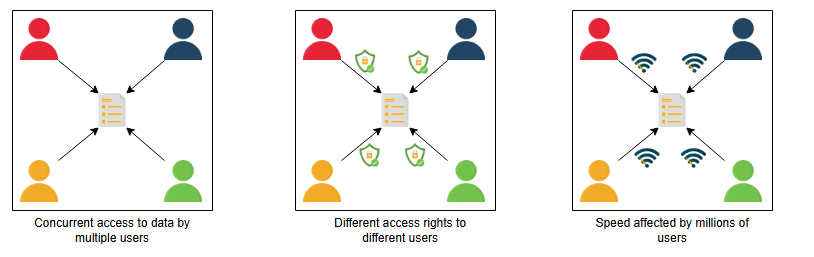 Concurrent access to data by
multiple users
Different access rights to
different users
Speed affected by millions of
users